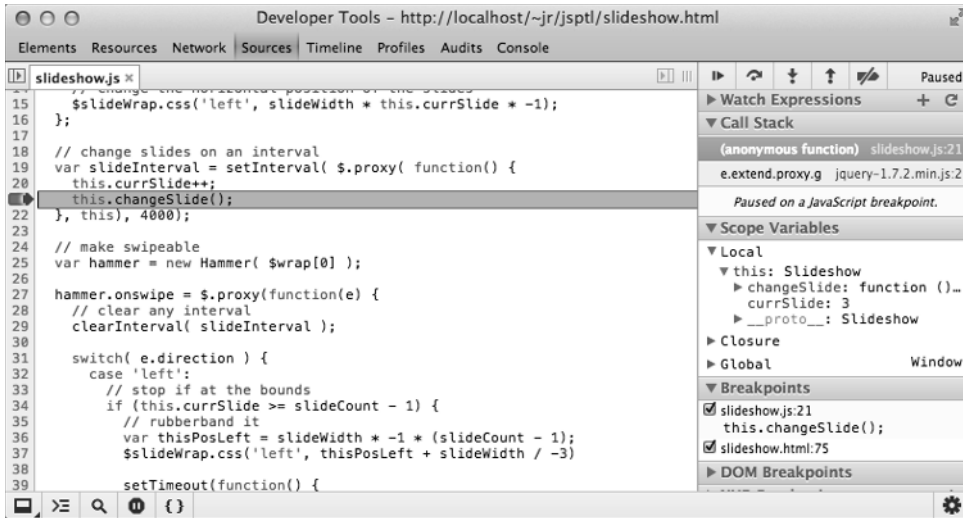 Developer Tools - http://localhost/~jr/jsptl/slideshow.html
Elements Resources Network Sources Timeline Profiles Audits Console
slideshow.js × Paused
14 // change the horizontal position of the slides
15 $slideWrap.css('left', slideWidth * this.currSlide * -1);
16 };
17
18 // change slides on an interval
19 var slideInterval = setInterval( $.proxy( function() {
20 this.currSlide++;
this.changeSlide();
22 }, this), 4000);
23
24 // make swipeable
25 var hammer = new Hammer( $wrap[0] );
26
27 hammer.onswipe = $.proxy(function(e) {
28 // clear any interval
29 clearInterval( slideInterval );
30
31 switch( e.direction ) {
32 case 'left':
33 // stop if at the bounds
34 if (this.currSlide >= slideCount - 1) {
35 // rubberband it
36 var thisPosLeft = slideWidth * -1 * (slideCount - 1);
37 $slideWrap.css('left', thisPosLeft + slideWidth / -3)
38
39 setTimeout(function() {
Watch Expressions + C
Call Stack
(anonymous function) slideshow.js:21
e.extend.proxy.g jquery-1.7.2.min.js:2
Paused on a JavaScript breakpoint.
Scope Variables
Local
this: Slideshow
changeSlide: function ()…
currSlide: 3
__proto__: Slideshow
Closure
Global Window
Breakpoints
slideshow.js:21
this.changeSlide();
slideshow.html:75
DOM Breakpoints